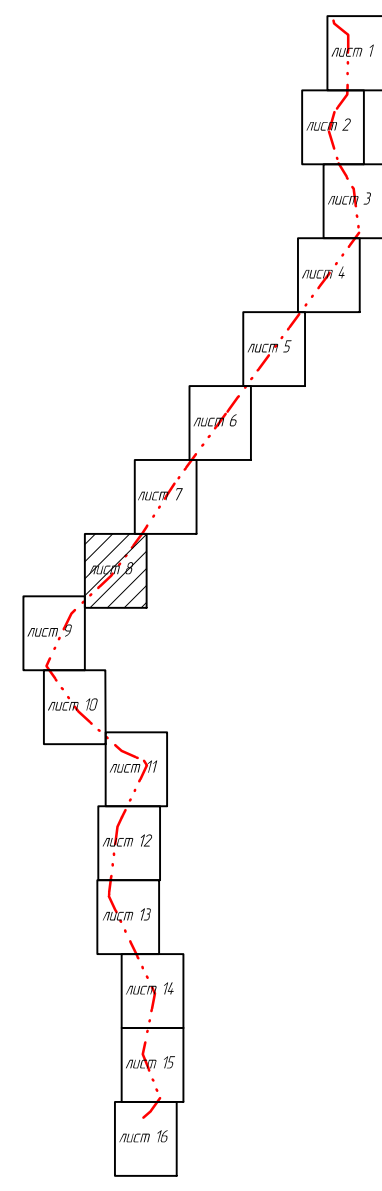 лист 1
лист 2
лист 3
лист 4
лист 5
лист 6
лист 7
лист 8
лист 9
лист 10
лист 11
лист 12
лист 13
лист 14
лист 15
лист 16